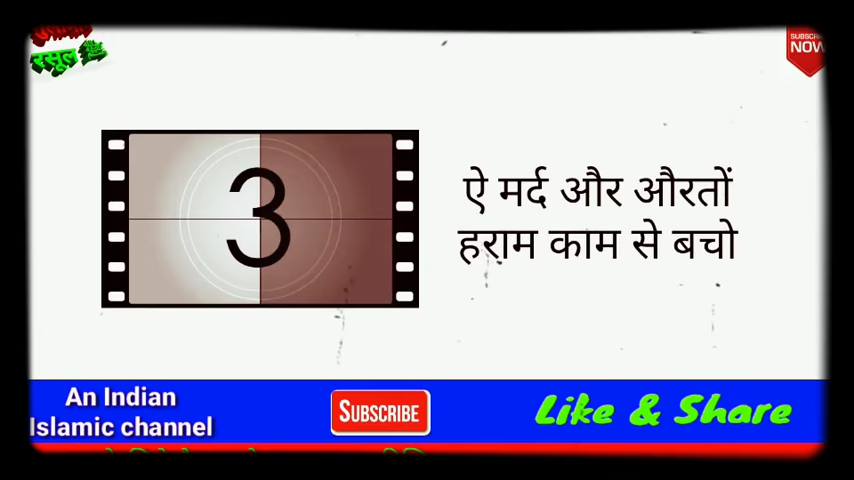 रसूल
SUBSCRIBE
NOW
3
ऐ मर्द और औरतों
हराम काम से बचो
An Indian
Islamic channel
SUBSCRIBE
Like & Share